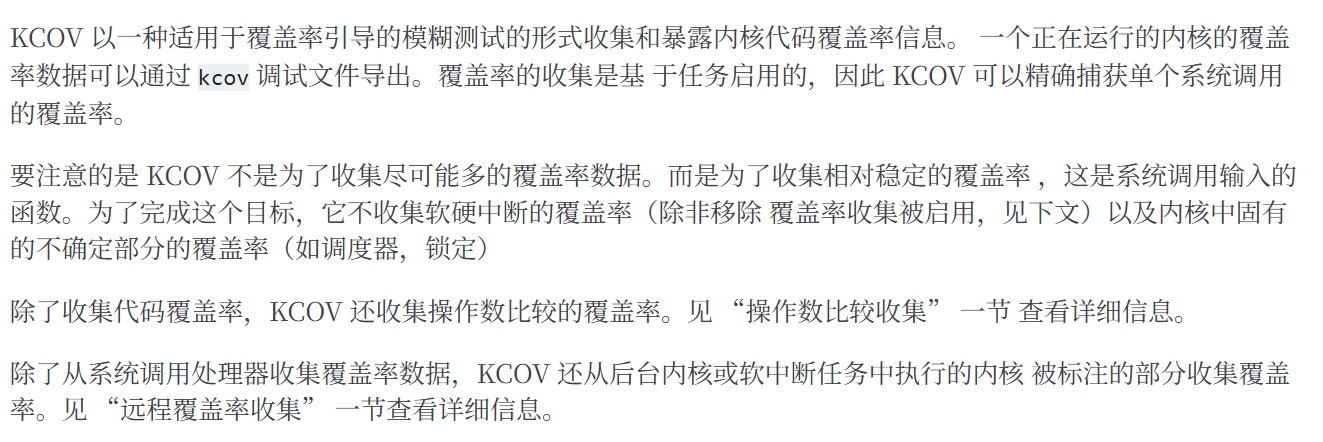 KCOV 以一种适用于覆盖率引导的模糊测试的形式收集和暴露内核代码覆盖率信息。 一个正在运行的内核的覆盖
率数据可以通过 kcov 调试文件导出。覆盖率的收集是基 于任务启用的，因此 KCOV 可以精确捕获单个系统调用
的覆盖率。
要注意的是 KCOV 不是为了收集尽可能多的覆盖率数据。而是为了收集相对稳定的覆盖率 ，这是系统调用输入的
函数。为了完成这个目标，它不收集软硬中断的覆盖率（除非移除 覆盖率收集被启用，见下文）以及内核中固有
的不确定部分的覆盖率（如调度器，锁定）
除了收集代码覆盖率，KCOV 还收集操作数比较的覆盖率。见 “操作数比较收集” 一节 查看详细信息。
除了从系统调用处理器收集覆盖率数据，KCOV 还从后台内核或软中断任务中执行的内核 被标注的部分收集覆盖
率。见 “远程覆盖率收集” 一节查看详细信息。